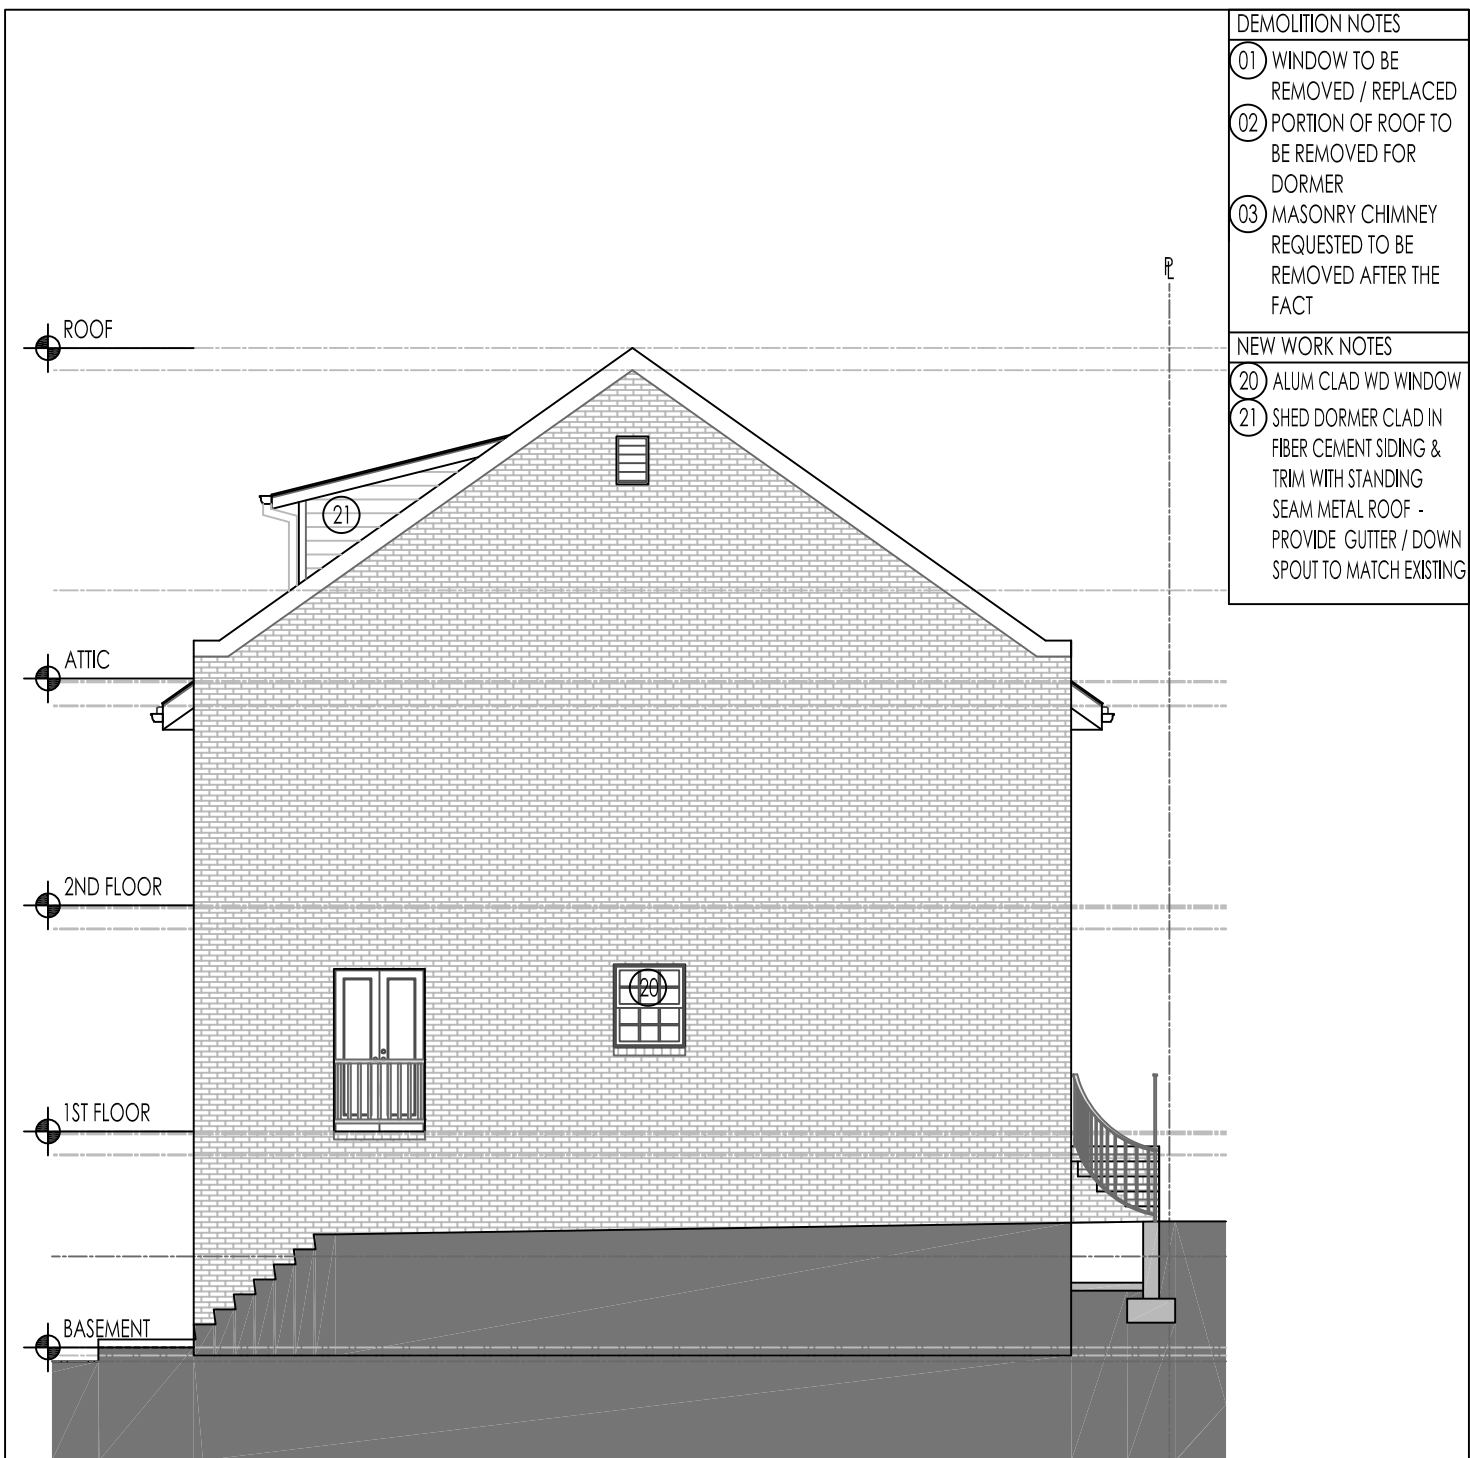 DEMOLITION NOTES
01 WINDOW TO BE
REMOVED / REPLACED
02 PORTION OF ROOF TO
BE REMOVED FOR
DORMER
03 MASONRY CHIMNEY
REQUESTED TO BE
REMOVED AFTER THE
FACT
NEW WORK NOTES
20 ALUM CLAD WD WINDOW
21 SHED DORMER CLAD IN
FIBER CEMENT SIDING &
TRIM WITH STANDING
SEAM METAL ROOF -
PROVIDE GUTTER / DOWN
SPOUT TO MATCH EXISTING
PL
ROOF
21
ATTIC
2ND FLOOR
20
1ST FLOOR
BASEMENT